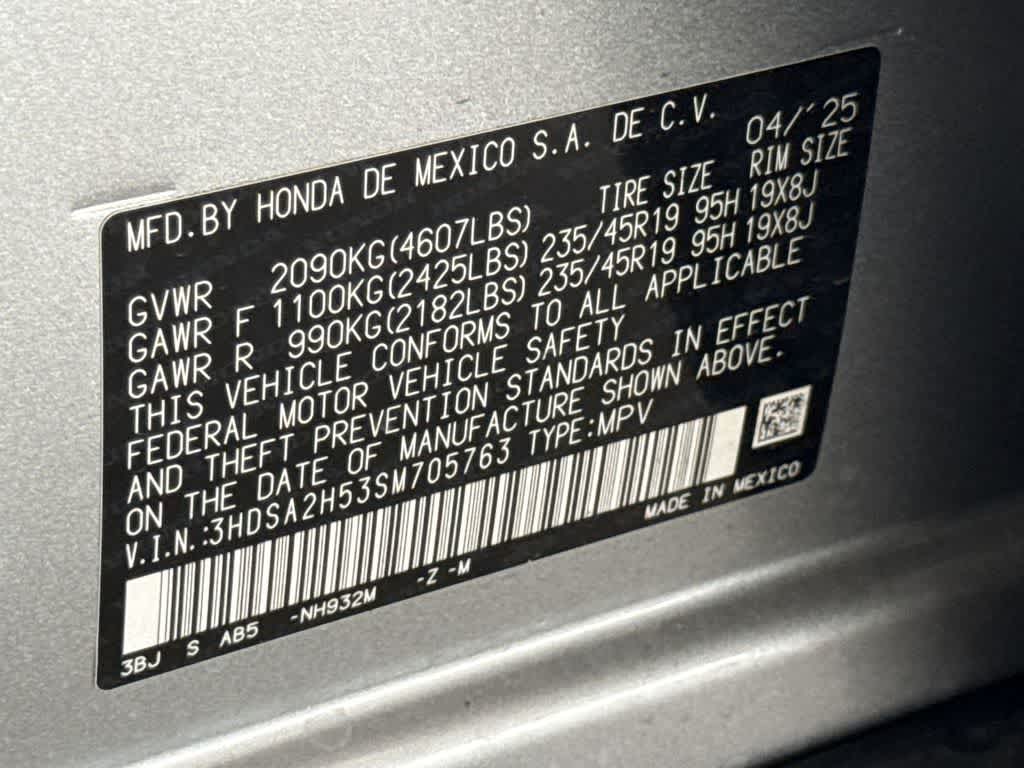 MFD.BY HONDA DE MEXICO S.A. DE C.V. 04/'25
TIRE SIZE RIM SIZE
GVWR 2090KG(4607LBS)
GAWR F 1100KG(2425LBS) 235/45R19 95H 19X8J
GAWR R 990KG(2182LBS) 235/45R19 95H 19X8J
THIS VEHICLE CONFORMS TO ALL APPLICABLE
FEDERAL MOTOR VEHICLE SAFETY
AND THEFT PREVENTION STANDARDS IN EFFECT
ON THE DATE OF MANUFACTURE SHOWN ABOVE.
V.I.N.:3HDSA2H53SM705763 TYPE:MPV
MADE IN MEXICO
3BJ S AB5 -NH932M -Z -M